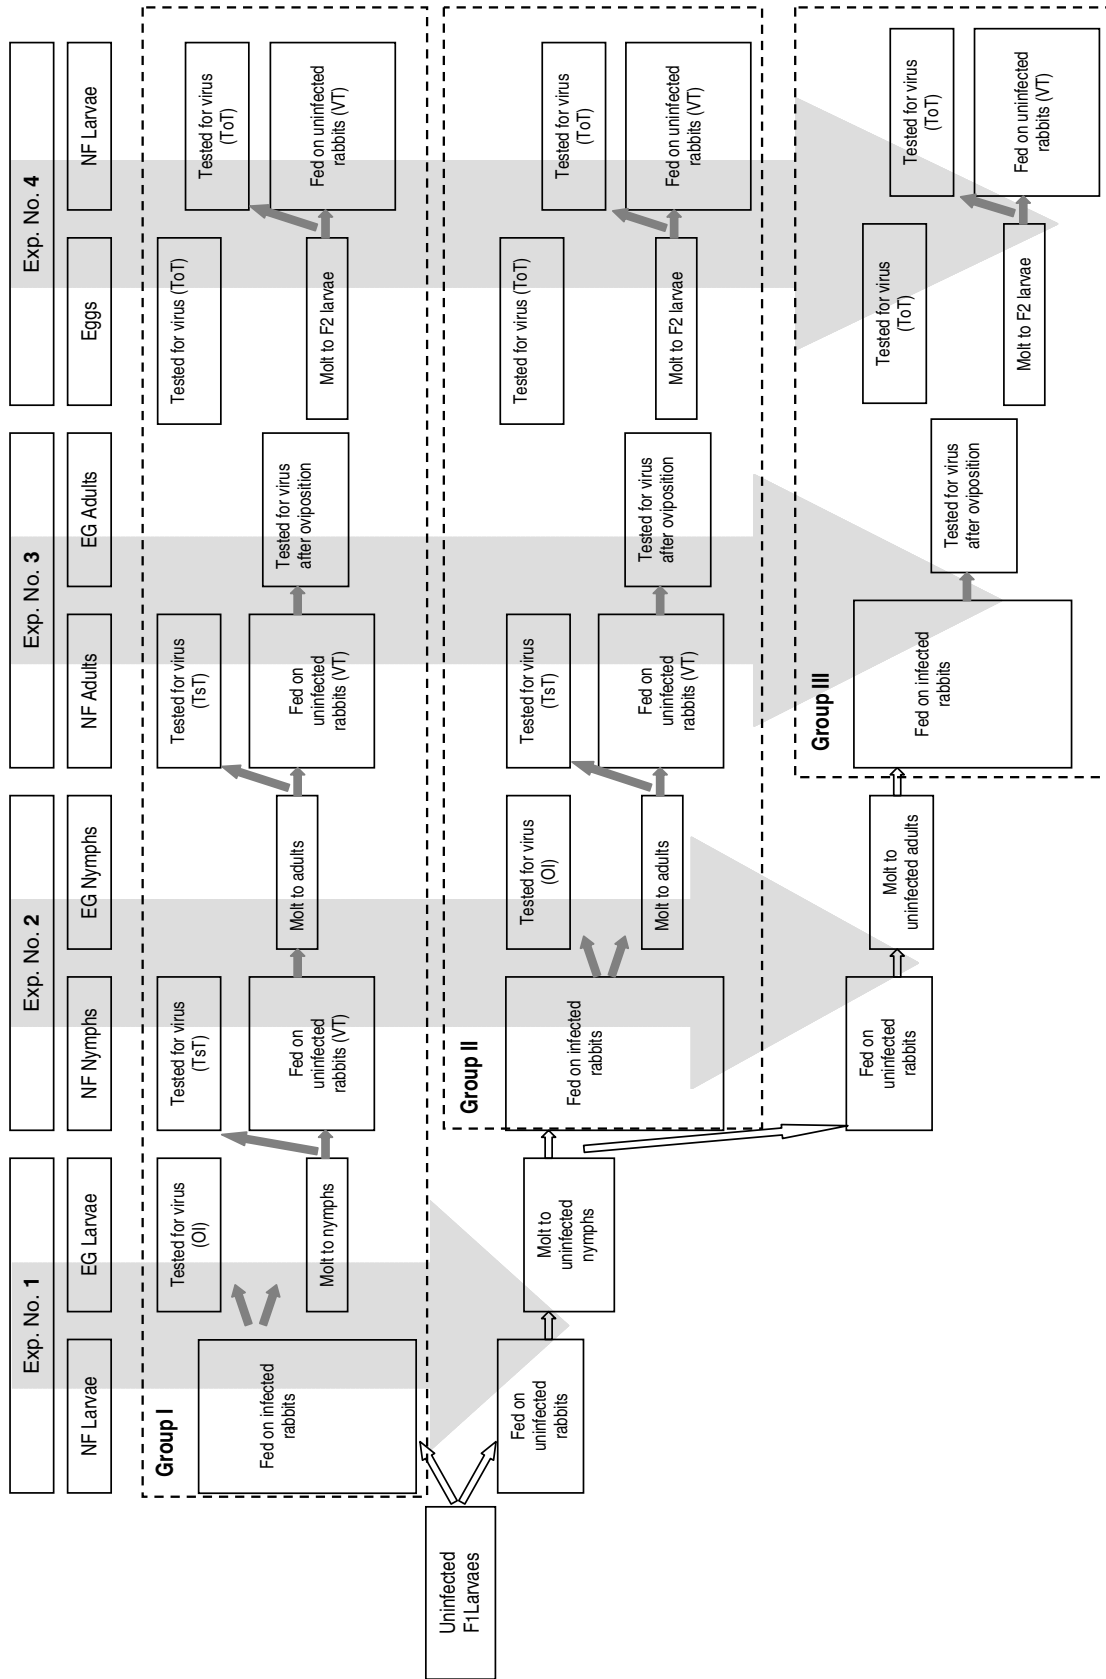 Exp. No. 1
Exp. No. 2
Exp. No. 3
Exp. No. 4
NF Larvae
EG Larvae
NF Nymphs
EG Nymphs
NF Adults
EG Adults
Eggs
NF Larvae
Group I
Fed on infected
rabbits
Tested for virus
(OI)
Molt to nymphs
Tested for virus
(TsT)
Fed on
uninfected
rabbits (VT)
Molt to adults
Tested for virus
(TsT)
Fed on
uninfected
rabbits (VT)
Tested for virus
after oviposition
Tested for virus (ToT)
Molt to F2 larvae
Tested for virus
(ToT)
Fed on uninfected
rabbits (VT)
Uninfected
F1Larvaes
Fed on
uninfected
rabbits
Molt to
uninfected
nymphs
Group II
Fed on infected
rabbits
Tested for virus
(OI)
Molt to adults
Tested for virus
(TsT)
Fed on
uninfected
rabbits (VT)
Tested for virus
after oviposition
Tested for virus (ToT)
Molt to F2 larvae
Tested for virus
(ToT)
Fed on uninfected
rabbits (VT)
Fed on
uninfected
rabbits
Molt to
uninfected adults
Group III
Fed on infected
rabbits
Tested for virus
after oviposition
Tested for virus
(ToT)
Molt to F2 larvae
Tested for virus
(ToT)
Fed on uninfected
rabbits (VT)